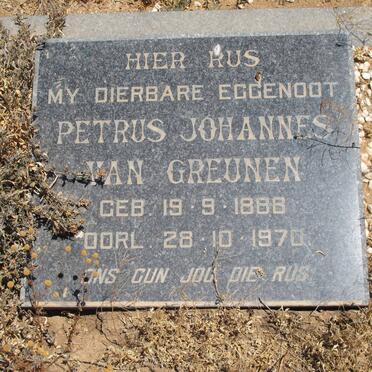 HIER RUS
MY DIERBARE EGGENOOT
PETRUS JOHANNES
VAN GREUNEN
GEB. 19·9·1888
OORL. 28·10·1970
ONS GUN JOU DIE RUS